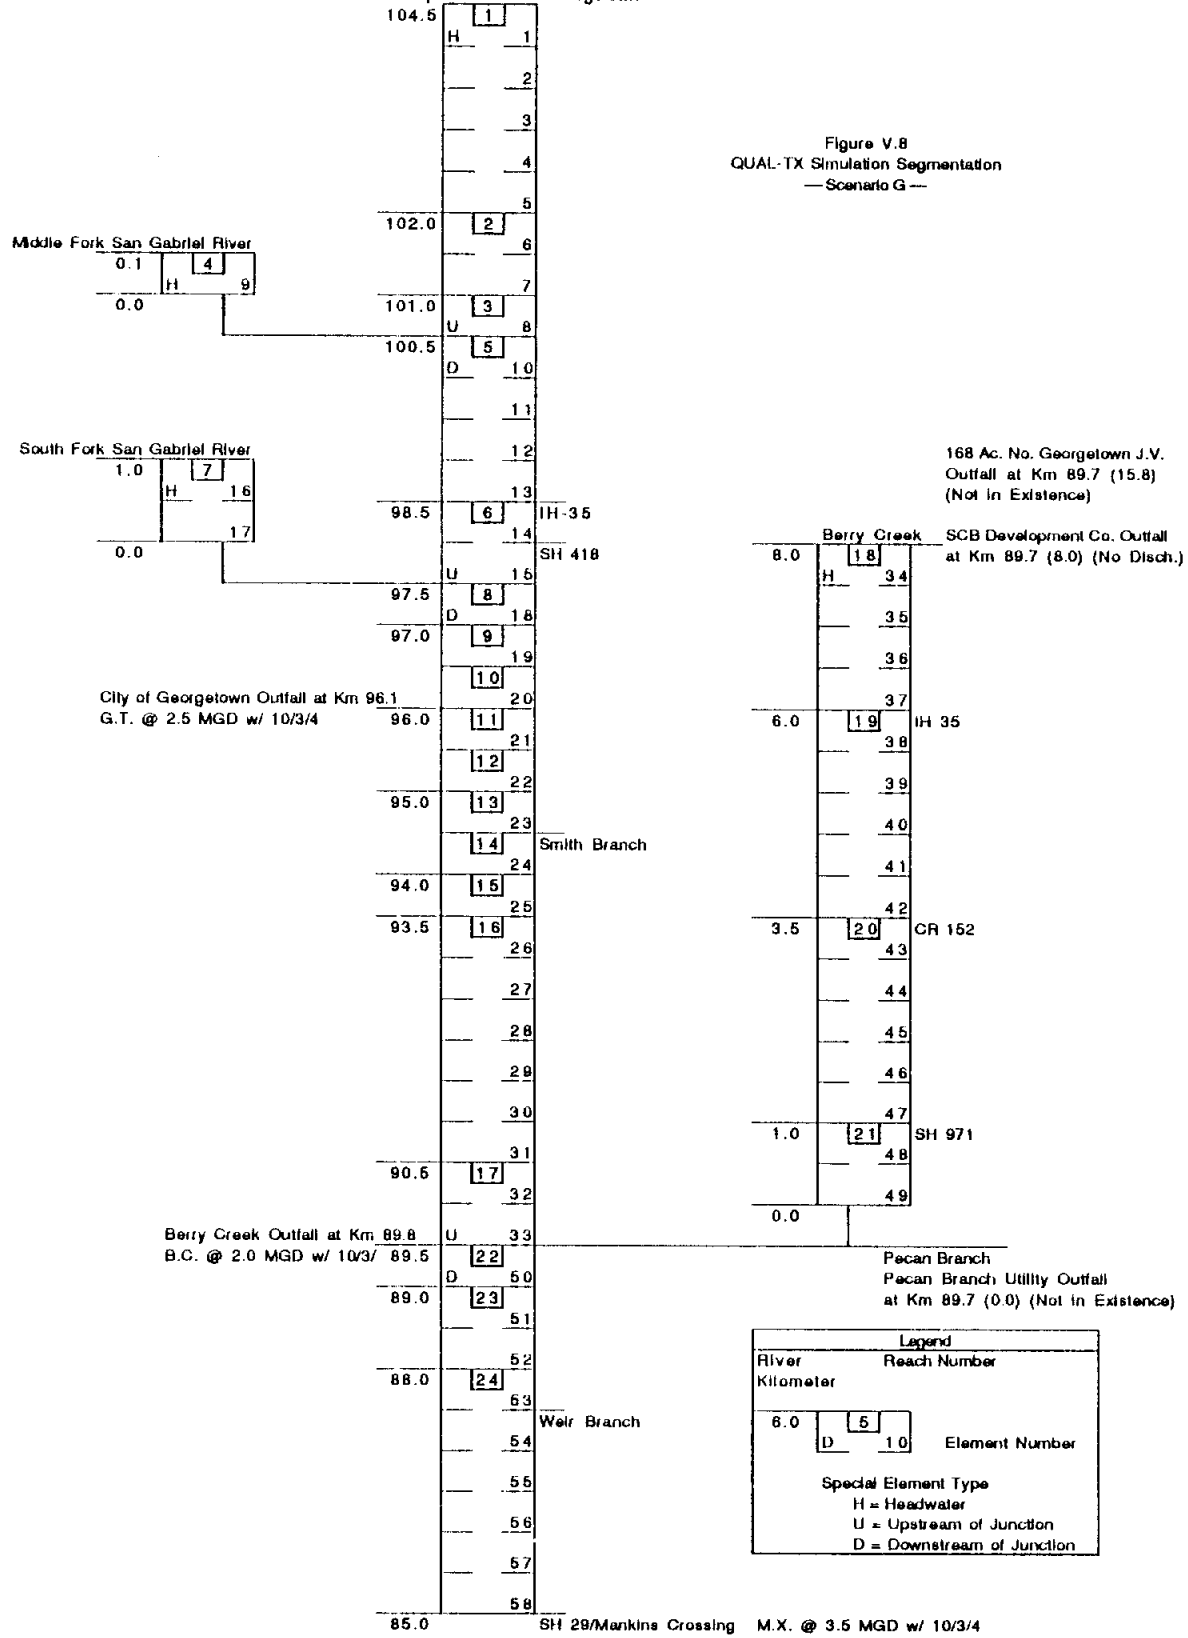 104.5 1
H 1
2
3
4
5
102.0 2
6
7
101.0 3
U 8
100.5 5
D 10
11
12
13
98.5 6 IH-35
14
SH 418
U 15
97.5 8
D 18
97.0 9
19
10
20
96.0 11
21
12
22
95.0 13
23
14 Smith Branch
24
94.0 15
25
93.5 16
26
27
28
29
30
31
90.5 17
32
U 33
89.5 22
D 50
89.0 23
51
52
88.0 24
53
Weir Branch
54
55
56
57
58
85.0 SH 29/Mankins Crossing M.X. @ 3.5 MGD w/ 10/3/4
Middle Fork San Gabriel River
0.1 4
H 9
0.0
South Fork San Gabriel River
1.0 7
H 16
17
0.0
City of Georgetown Outfall at Km 96.1
G.T. @ 2.5 MGD w/ 10/3/4
Berry Creek Outfall at Km 89.8
B.C. @ 2.0 MGD w/ 10/3/
Figure V.8
QUAL-TX Simulation Segmentation
— Scenario G —
168 Ac. No. Georgetown J.V.
Outfall at Km 89.7 (15.8)
(Not in Existence)
Berry Creek
SCB Development Co. Outfall
at Km 89.7 (8.0) (No Disch.)
8.0 18
H 34
35
36
37
6.0 19 IH 35
38
39
40
41
42
3.5 20 CR 152
43
44
45
46
47
1.0 21 SH 971
48
49
0.0
Pecan Branch
Pecan Branch Utility Outfall
at Km 89.7 (0.0) (Not in Existence)
Legend
River Reach Number
Kilometer
6.0 5
D 10 Element Number
Special Element Type
H = Headwater
U = Upstream of Junction
D = Downstream of Junction